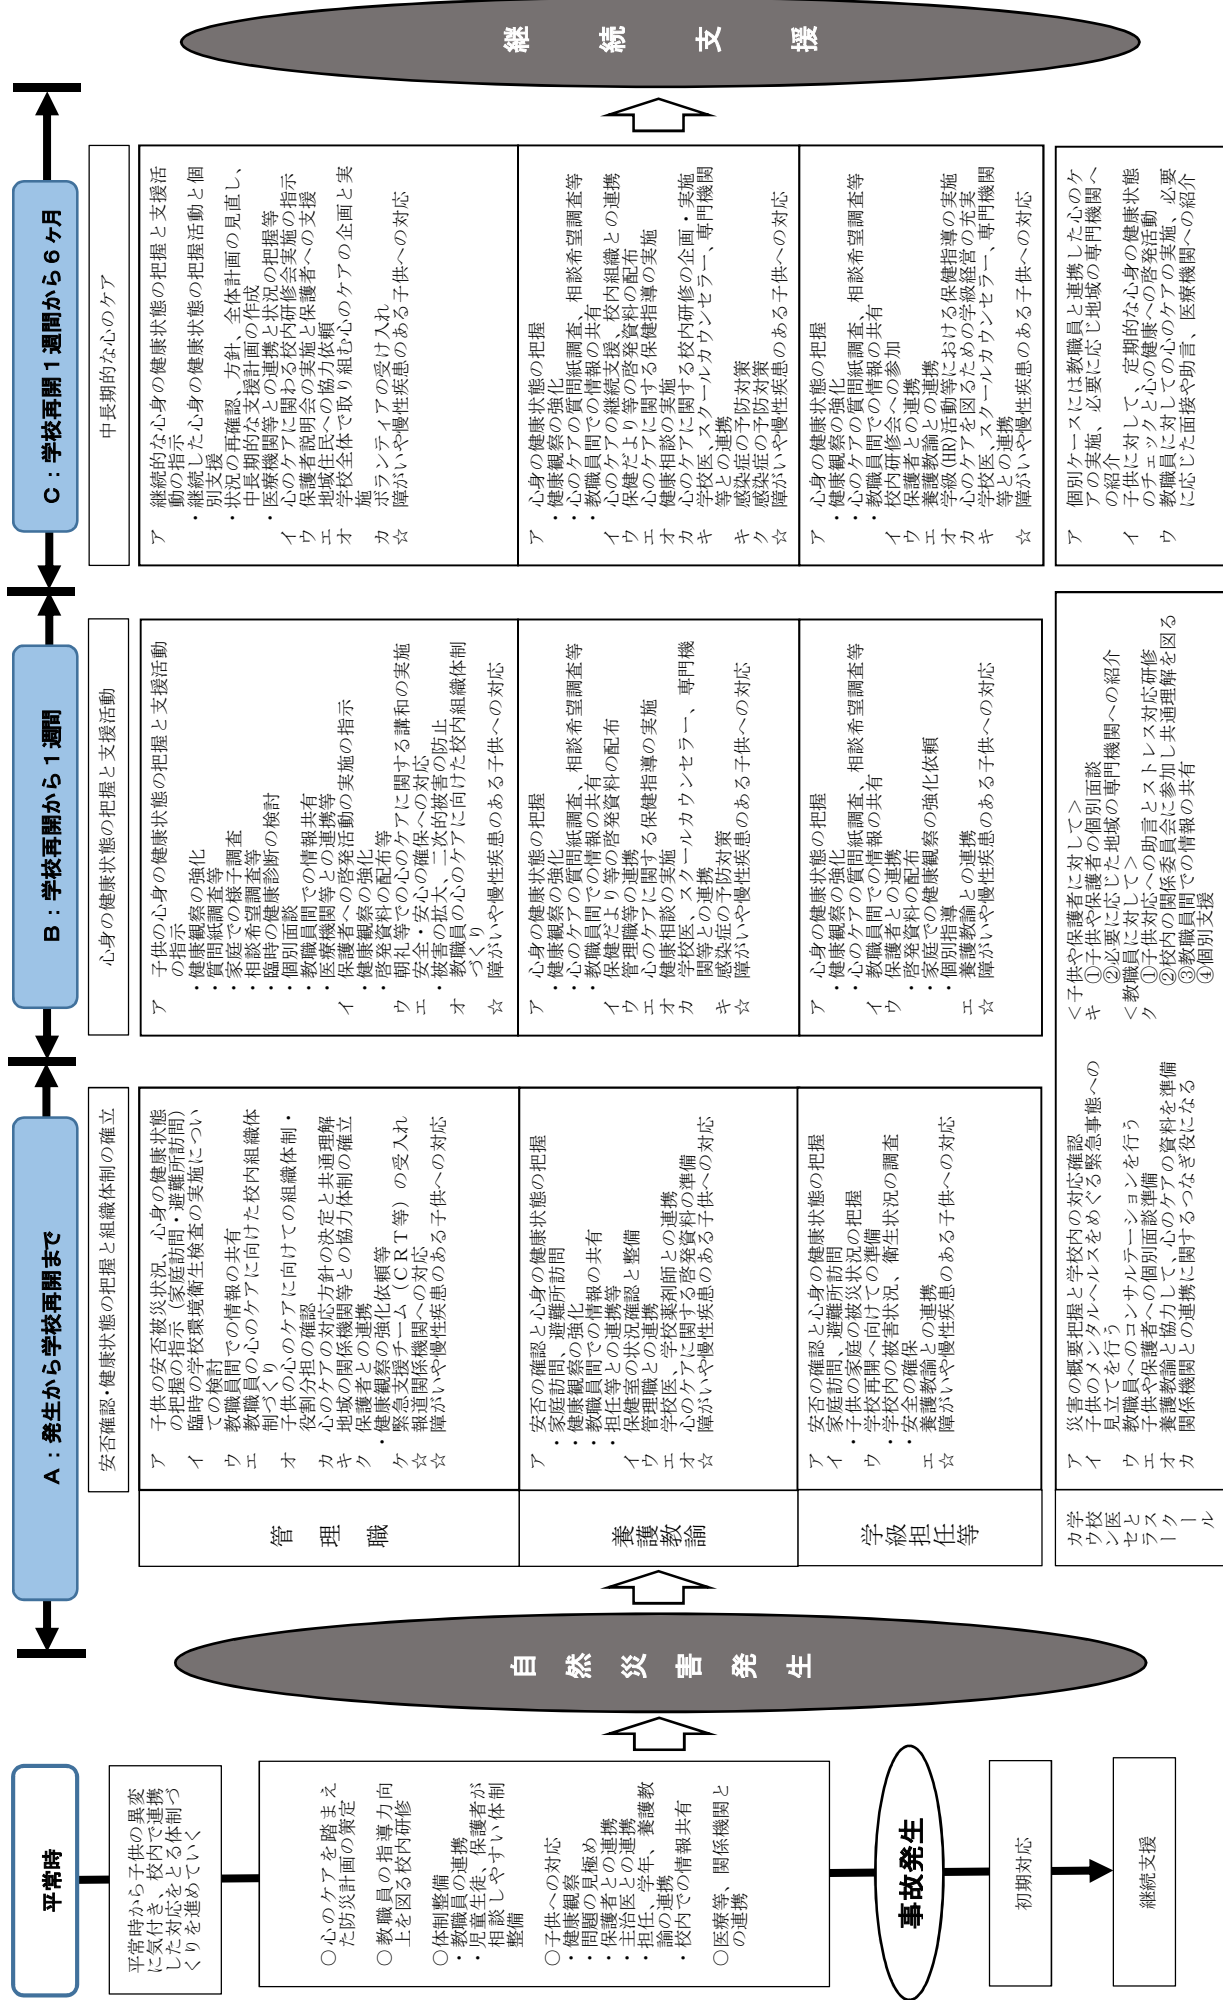 平常時
平常時から子供の異変
に気付き、校内で連携
した対応をとる体制づ
くりを進めていく
○心のケアを踏まえ
た防災計画の策定
○教職員の指導力向
上を図る校内研修
○体制整備
・教職員の連携
・児童生徒、保護者が
相談しやすい体制
整備
○子供への対応
・健康観察
・問題の見極め
・保護者との連携
・主治医との連携
・担任、学年、養護教
諭の連携
・校内での情報共有
○医療等、関係機関と
の連携
事故発生
初期対応
継続支援
自然災害発生
A：発生から学校再開まで
B：学校再開から１週間
C：学校再開１週間から６ヶ月
安否確認・健康状態の把握と組織体制の確立
心身の健康状態の把握と支援活動
中長期的な心のケア
管理職
ア 子供の安否被災状況、心身の健康状態
の把握の指示（家庭訪問・避難所訪問）
イ 臨時の学校環境衛生検査の実施につい
ての検討
ウ 教職員間での情報の共有
エ 教職員の心のケアに向けた校内組織体
制づくり
オ 子供の心のケアに向けての組織体制・
役割分担の確認
カ 心のケアの対応方針の決定と共通理解
キ 地域の関係機関等との協力体制の確立
ク 保護者との連携
・健康観察の強化依頼等
ケ 緊急支援チーム（CRT等）の受入れ
☆ 報道関係機関への対応
☆ 障がいや慢性疾患のある子供への対応
ア 子供の心身の健康状態の把握と支援活動
の指示
・健康観察の強化
・質問紙調査等
・家庭での様子調査
・相談希望調査等
・臨時の健康診断の検討
・個別面談
・教職員間での情報共有
・医療機関等との連携等
イ 保護者への啓発活動の実施の指示
・健康観察の強化
・啓発資料の配布等
ウ 朝礼等での心のケアに関する講和の実施
エ 安全・安心の確保への対応
・被害の拡大、二次的被害の防止
オ 教職員の心のケアに向けた校内組織体制
づくり
☆ 障がいや慢性疾患のある子供への対応
ア 継続的な心身の健康状態の把握と支援活
動の指示
・継続した心身の健康状態の把握活動と個
別支援
・状況の再確認、方針、全体計画の見直し、
中長期的な支援計画の作成
・医療機関等との連携と状況の把握等
イ 心のケアに関わる校内研修会実施の指示
ウ 保護者説明会の実施と保護者への支援
エ 地域住民への協力依頼
オ 学校全体で取り組む心のケアの企画と実
施
カ ボランティアの受け入れ
☆ 障がいや慢性疾患のある子供への対応
養護教諭
ア 安否の確認と心身の健康状態の把握
・家庭訪問、避難所訪問
・健康観察の強化
・教職員間での情報の共有
・担任等との連携等
イ 保健室の状況確認と整備
ウ 管理職との連携
エ 学校医、学校薬剤師との連携
オ 心のケアに関する啓発資料の準備
☆ 障がいや慢性疾患のある子供への対応
ア 心身の健康状態の把握
・健康観察の強化
・心のケアの質問紙調査、相談希望調査等
・教職員間での情報の共有
イ 保健だより等の啓発資料の配布
ウ 管理職等の連携
エ 心のケアに関する保健指導の実施
オ 健康相談の実施
カ 学校医、スクールカウンセラー、専門機
関等との連携
キ 感染症の予防対策
☆ 障がいや慢性疾患のある子供への対応
ア 心身の健康状態の把握
・健康観察の強化
・心のケアの質問紙調査、相談希望調査等
・教職員間での情報の共有
イ 心のケアの継続支援、校内組織との連携
ウ 保健だより等の啓発資料の配布
エ 心のケアに関する保健指導の実施
オ 健康相談の実施
カ 心のケアに関する校内研修の企画・実施
キ 学校医、スクールカウンセラー、専門機関
等との連携
キ 感染症の予防対策
ク 感染症の予防対策
☆ 障がいや慢性疾患のある子供への対応
学級担任等
ア 安否の確認と心身の健康状態の把握
イ 家庭訪問、避難所訪問
・子供の家庭の被災状況の把握
ウ 学校再開へ向けての準備
・学校内の被害状況、衛生状況の調査
・安全の確保
エ 養護教諭との連携
☆ 障がいや慢性疾患のある子供への対応
ア 心身の健康状態の把握
・健康観察の強化
・心のケアの質問紙調査、相談希望調査等
イ 教職員間での情報の共有
ウ 保護者との連携
・啓発資料の配布
・家庭での健康観察の強化依頼
・個別指導
エ 養護教諭との連携
☆ 障がいや慢性疾患のある子供への対応
ア 心身の健康状態の把握
・健康観察の強化
・心のケアの質問紙調査、相談希望調査等
・教職員間での情報の共有
イ 校内研修会への参加
ウ 保護者との連携
エ 養護教諭との連携
オ 学級(HR)活動等における保健指導の実施
カ 心のケアを図るための学級経営の充実
キ 学校医、スクールカウンセラー、専門機関
等との連携
☆ 障がいや慢性疾患のある子供への対応
学校医とスクール
カウンセラー
ア 災害の概要把握と学校内の対応確認
イ 子供のメンタルヘルスをめぐる緊急事態への
見立てを行う
ウ 教職員へのコンサルテーションを行う
エ 子供や保護者への個別面談準備
オ 養護教諭と協力して、心のケアの資料を準備
カ 関係機関との連携に関するつなぎ役になる
＜子供や保護者に対して＞
キ ①子供や保護者の個別面談
②必要に応じた地域の専門機関への紹介
＜教職員に対して＞
ク ①子供対応への助言とストレス対応研修
②校内の関係委員会に参加し共通理解を図る
③教職員間での情報の共有
④個別支援
ア 個別ケースには教職員と連携した心のケ
アの実施、必要に応じ地域の専門機関へ
の紹介
イ 子供に対して、定期的な心身の健康状態
のチェックと心の健康への啓発活動
ウ 教職員に対しての心のケアの実施、必要
に応じた面接や助言、医療機関への紹介
継続支援